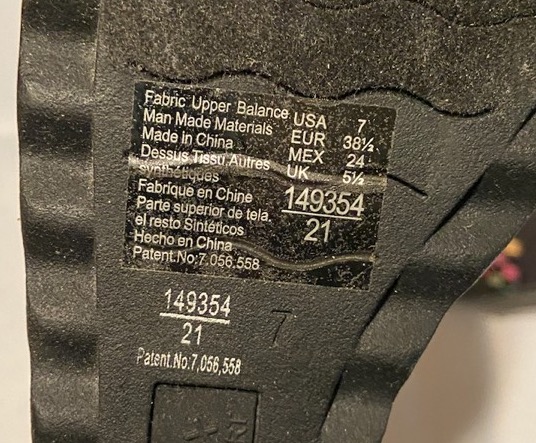 Fabric Upper Balance
Man Made Materials
Made in China
Dessus Tissu, Autres
synthétiques
Fabrique en Chine
Parte superior de tela,
el resto Sintéticos
Hecho en China
Patent.No:7,056,558
USA 7
EUR 38½
MEX 24
UK 5½
149354
21
149354
21
7
Patent.No:7,056,558